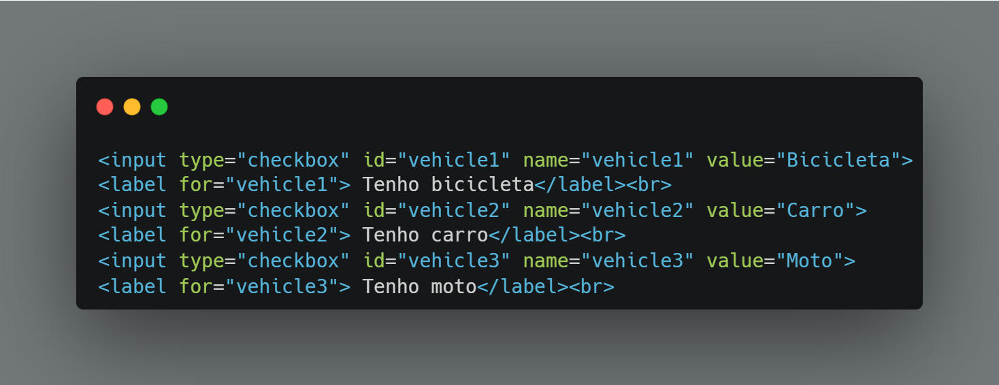 <input type="checkbox" id="vehicle1" name="vehicle1" value="Bicicleta">
<label for="vehicle1"> Tenho bicicleta</label><br>
<input type="checkbox" id="vehicle2" name="vehicle2" value="Carro">
<label for="vehicle2"> Tenho carro</label><br>
<input type="checkbox" id="vehicle3" name="vehicle3" value="Moto">
<label for="vehicle3"> Tenho moto</label><br>